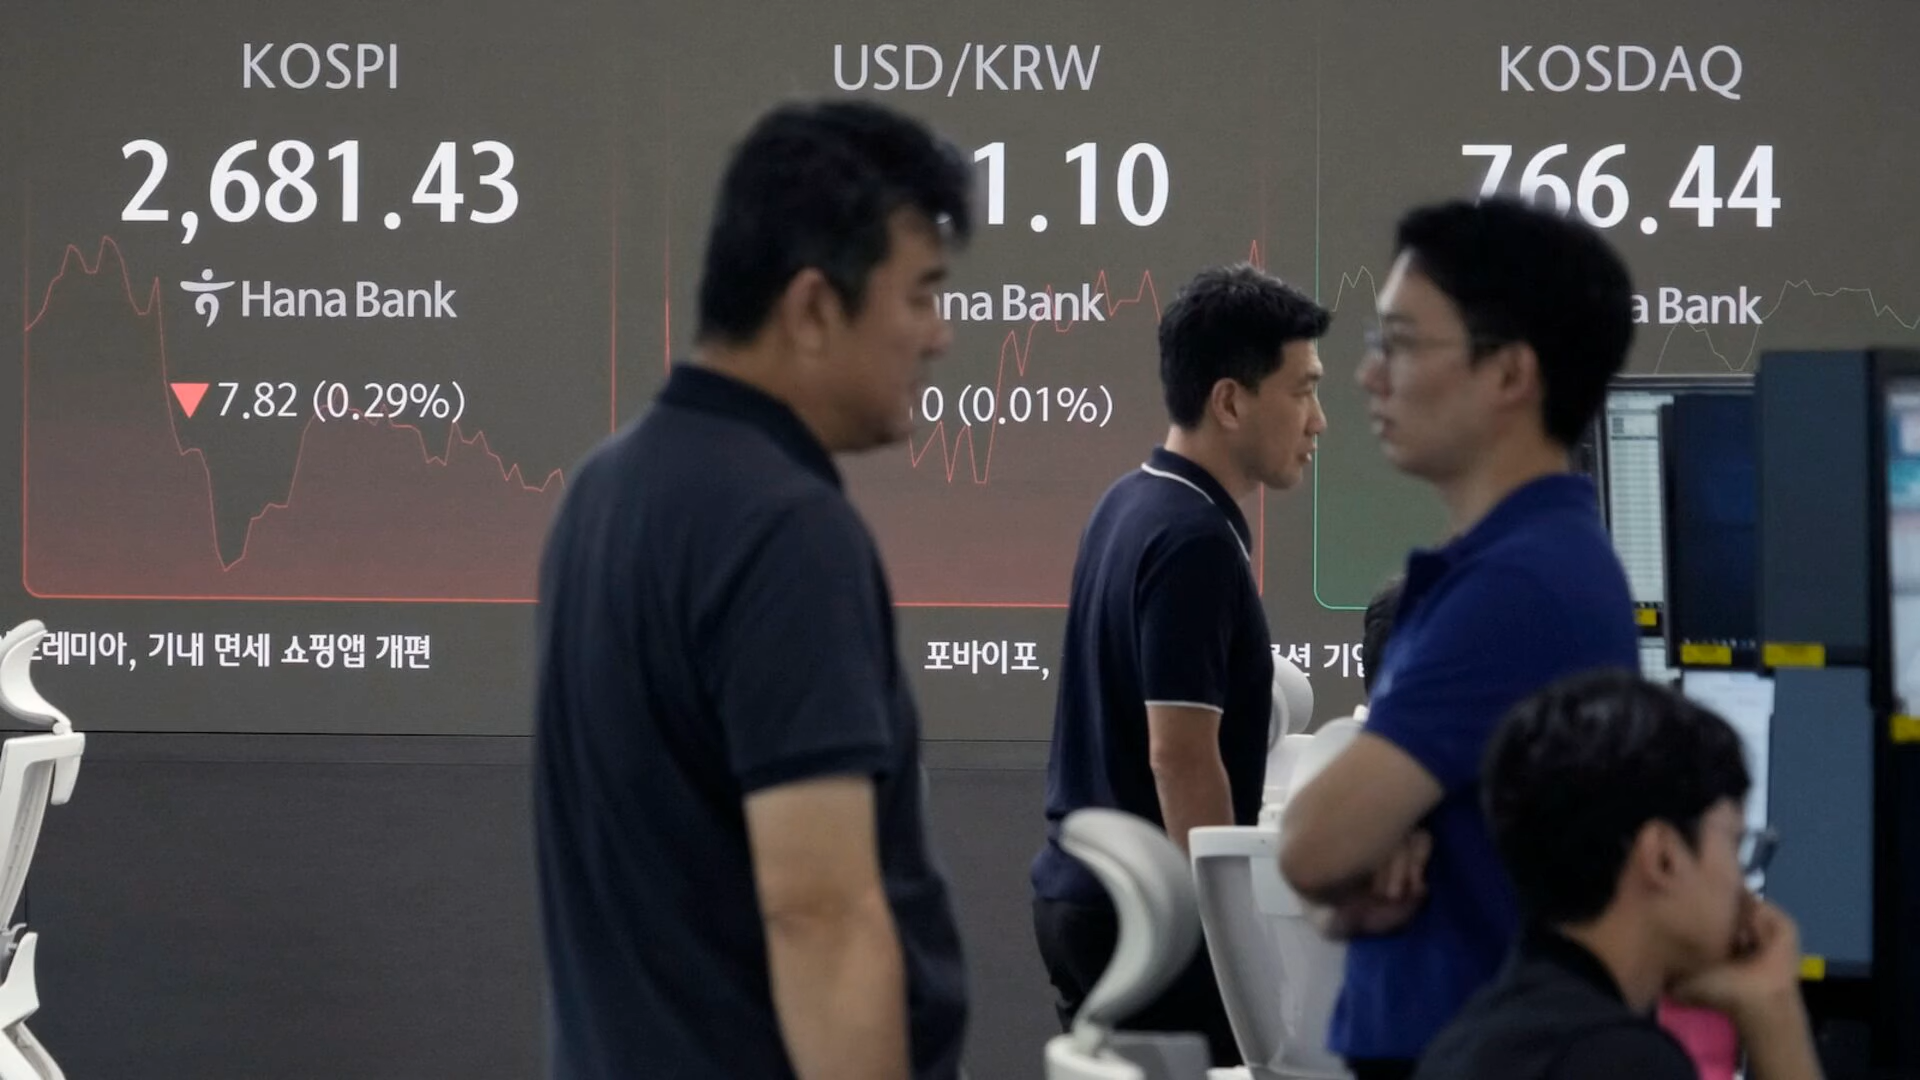 KOSPI
2,681.43
Hana Bank
▼7.82 (0.29%)
USD/KRW
1.10
Bank
0 (0.01%)
KOSDAQ
766.44
Bank
레미아, 기내 면세 쇼핑앱 개편
포바이포,